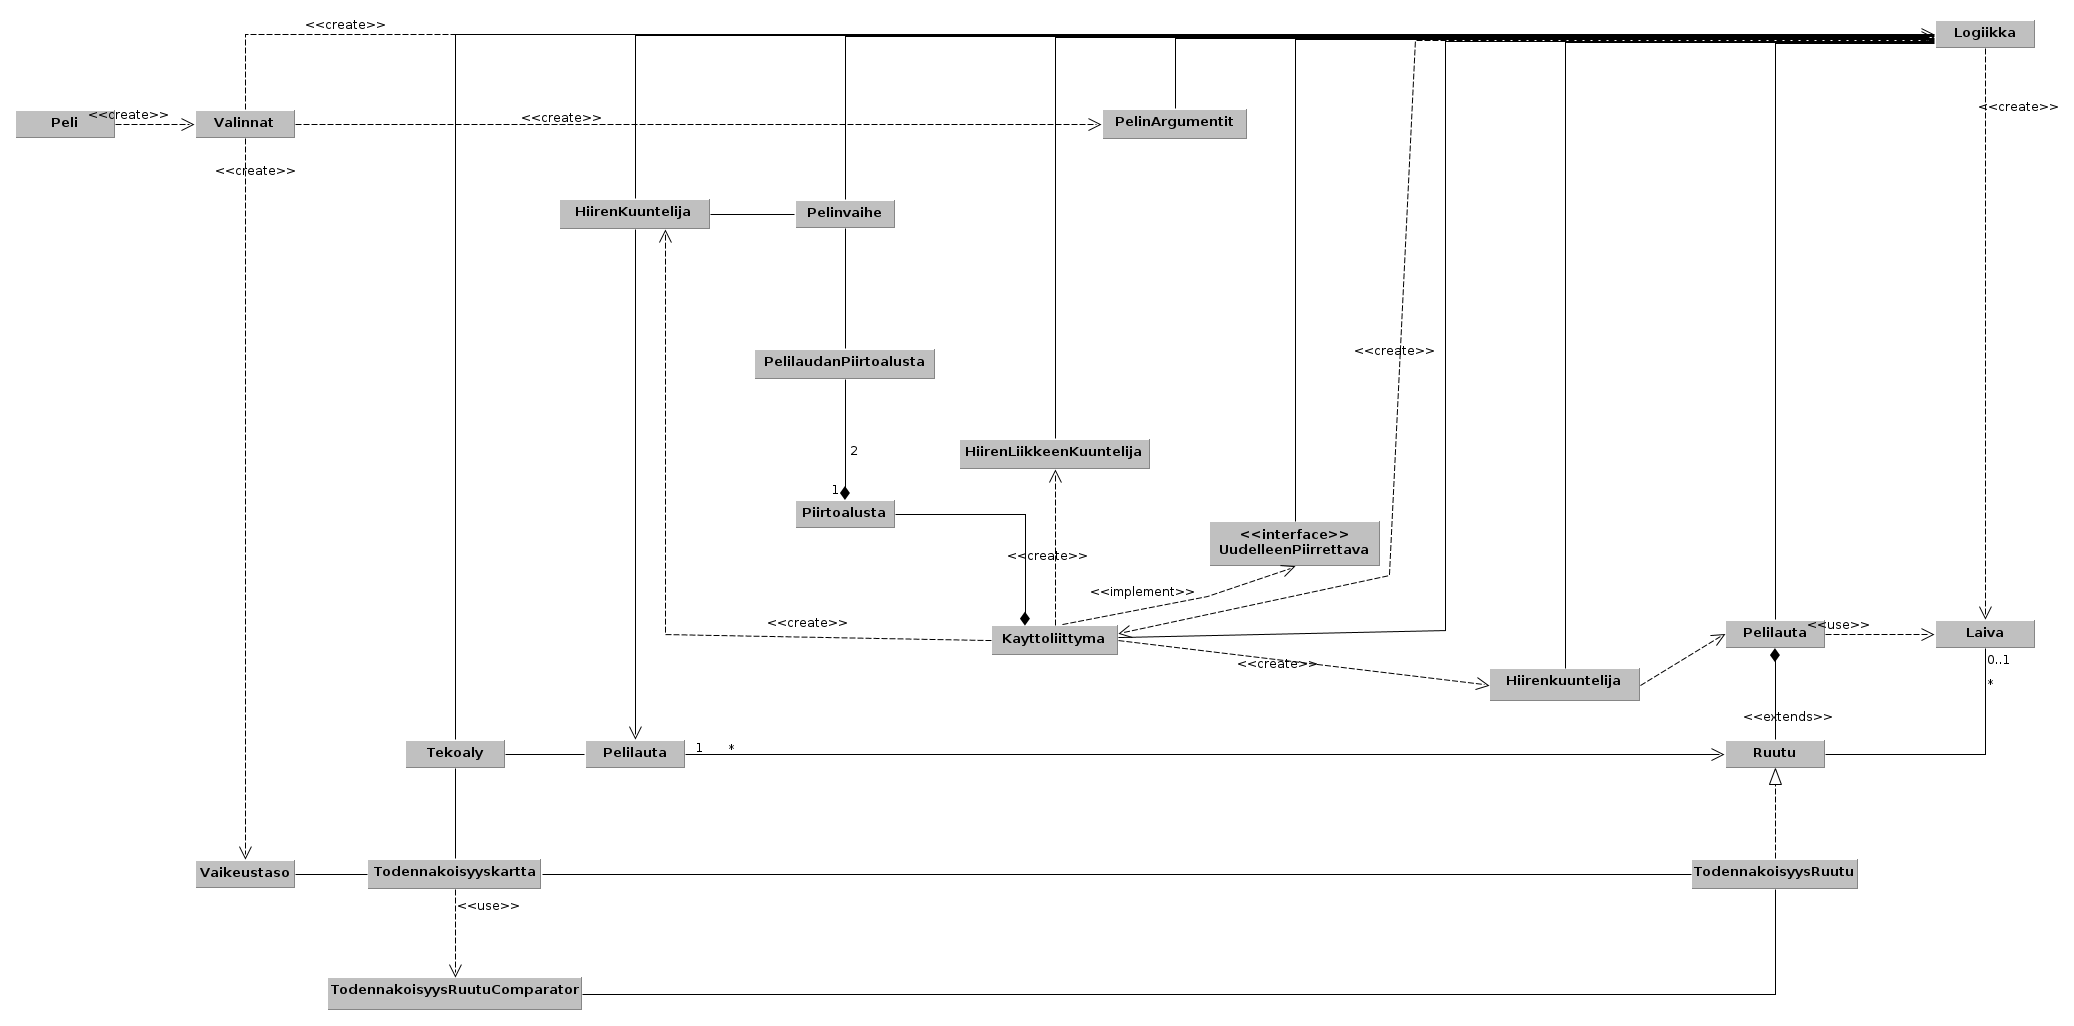 <<create>>
Logiikka
<<create>>
Peli
<<create>>
Valinnat
<<create>>
PelinArgumentit
<<create>>
HiirenKuuntelija
Pelinvaihe
<<create>>
PelilaudanPiirtoalusta
2
HiirenLiikkeenKuuntelija
1
Piirtoalusta
<<interface>>
UudelleenPiirrettava
<<create>>
<<implement>>
<<create>>
Kayttoliittyma
Pelilauta
<<use>>
Laiva
<<create>>
0..1
*
Hiirenkuuntelija
<<extends>>
Tekoaly
Pelilauta
1
*
Ruutu
Vaikeustaso
Todennakoisyyskartta
TodennakoisyysRuutu
<<use>>
TodennakoisyysRuutuComparator